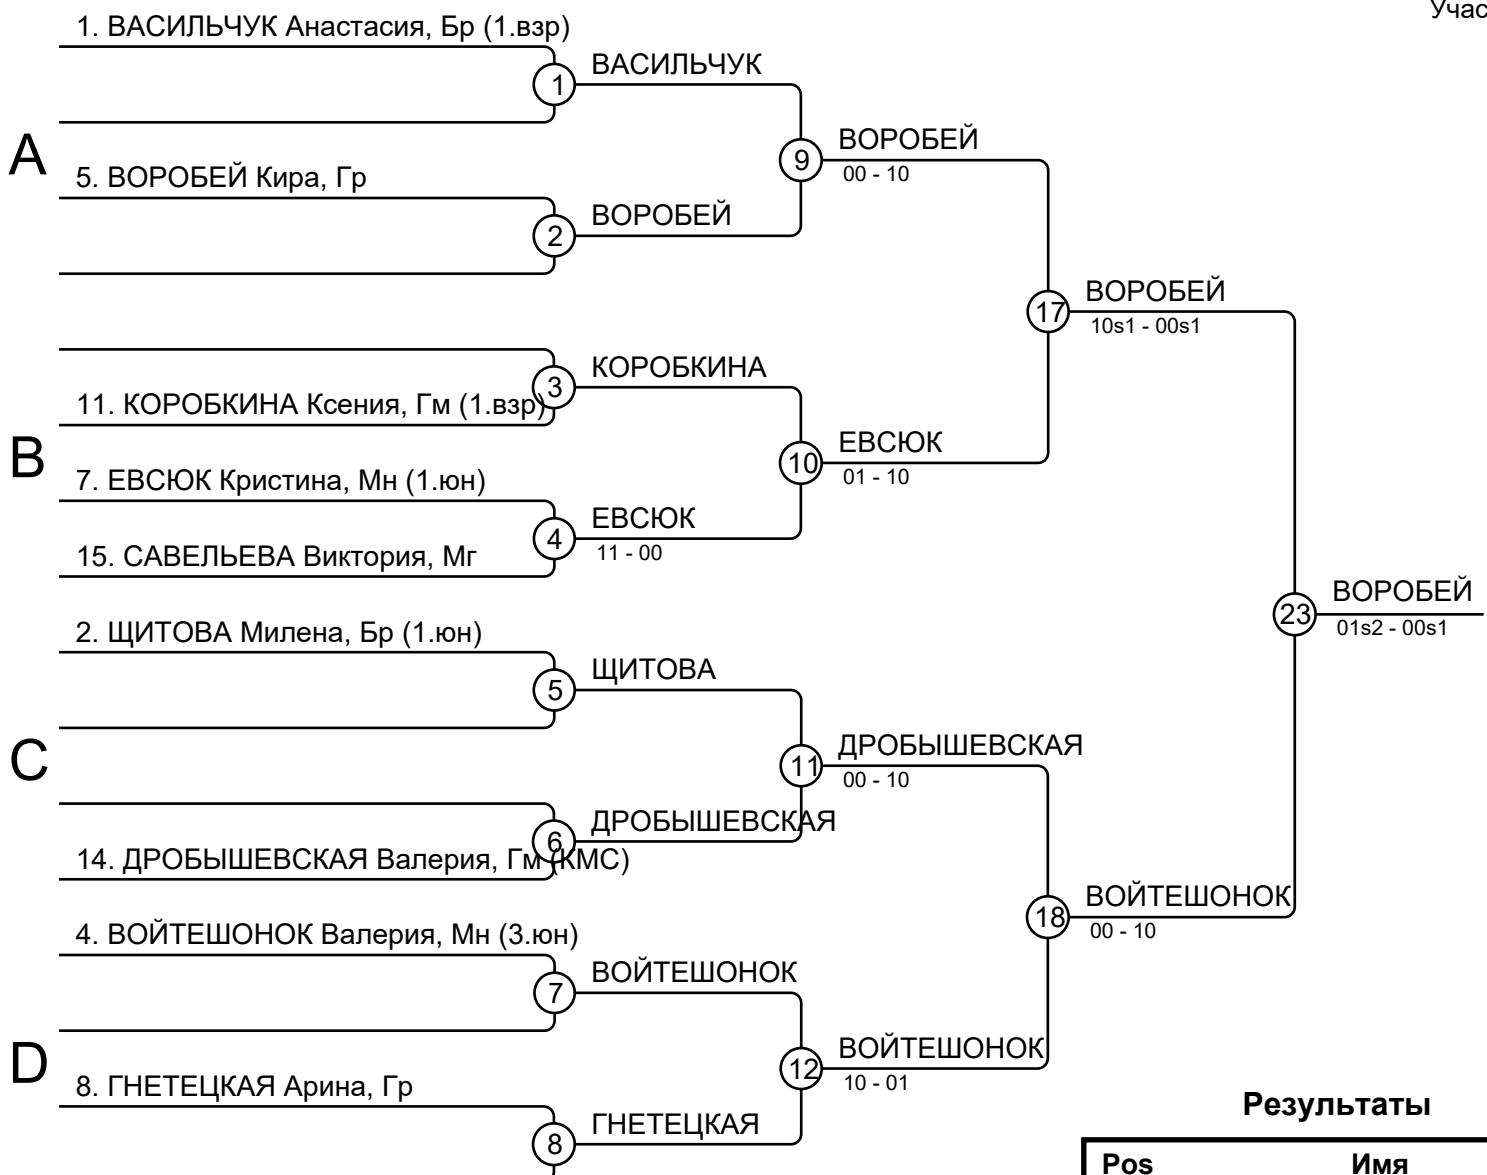 Учас
1. ВАСИЛЬЧУК Анастасия, Бр (1.взр)
ВАСИЛЬЧУК
1
A
ВОРОБЕЙ
9
00 - 10
5. ВОРОБЕЙ Кира, Гр
ВОРОБЕЙ
2
ВОРОБЕЙ
17
10s1 - 00s1
КОРОБКИНА
3
11. КОРОБКИНА Ксения, Гм (1.взр)
B
ЕВСЮК
10
01 - 10
7. ЕВСЮК Кристина, Мн (1.юн)
ЕВСЮК
4
11 - 00
15. САВЕЛЬЕВА Виктория, Мг
ВОРОБЕЙ
23
01s2 - 00s1
2. ЩИТОВА Милена, Бр (1.юн)
ЩИТОВА
5
C
ДРОБЫШЕВСКАЯ
11
00 - 10
ДРОБЫШЕВСКАЯ
6
14. ДРОБЫШЕВСКАЯ Валерия, Гм (КМС)
ВОЙТЕШОНОК
18
00 - 10
4. ВОЙТЕШОНОК Валерия, Мн (3.юн)
ВОЙТЕШОНОК
7
D
ВОЙТЕШОНОК
12
10 - 01
8. ГНЕТЕЦКАЯ Арина, Гр
ГНЕТЕЦКАЯ
8
Результаты
Pos Имя